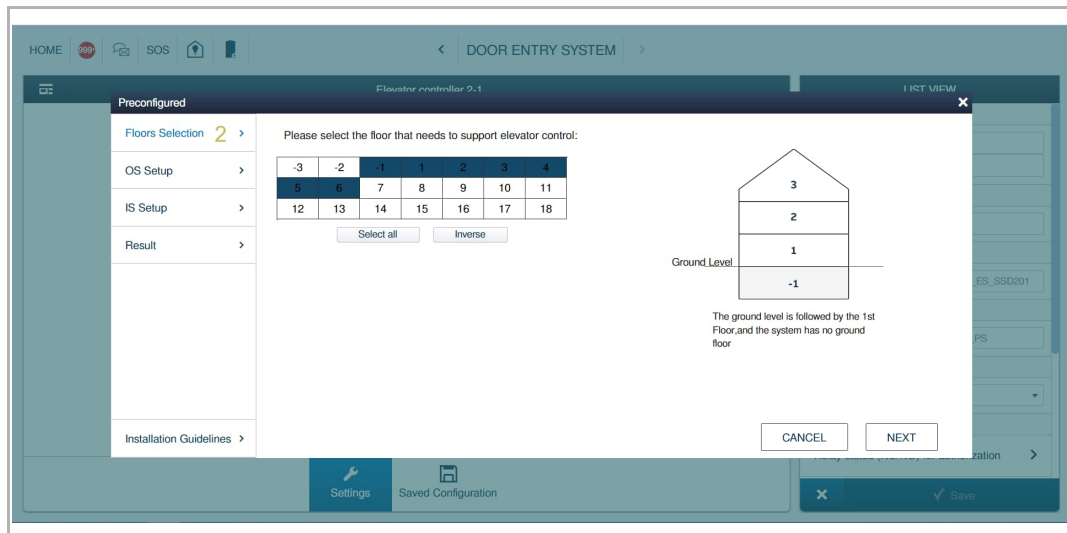 HOME 999+ SOS < DOOR ENTRY SYSTEM >
Elevator controller 2-1 LIST VIEW
Preconfigured
Floors Selection 2 >
OS Setup >
IS Setup >
Result >
Installation Guidelines >
Please select the floor that needs to support elevator control:
-3 -2 -1 1 2 3 4
5 6 7 8 9 10 11
12 13 14 15 16 17 18
Select all Inverse
3
2
1
Ground Level
-1
The ground level is followed by the 1st
Floor,and the system has no ground
floor
CANCEL NEXT
_ES_SSD201
PS
Settings Saved Configuration
Save